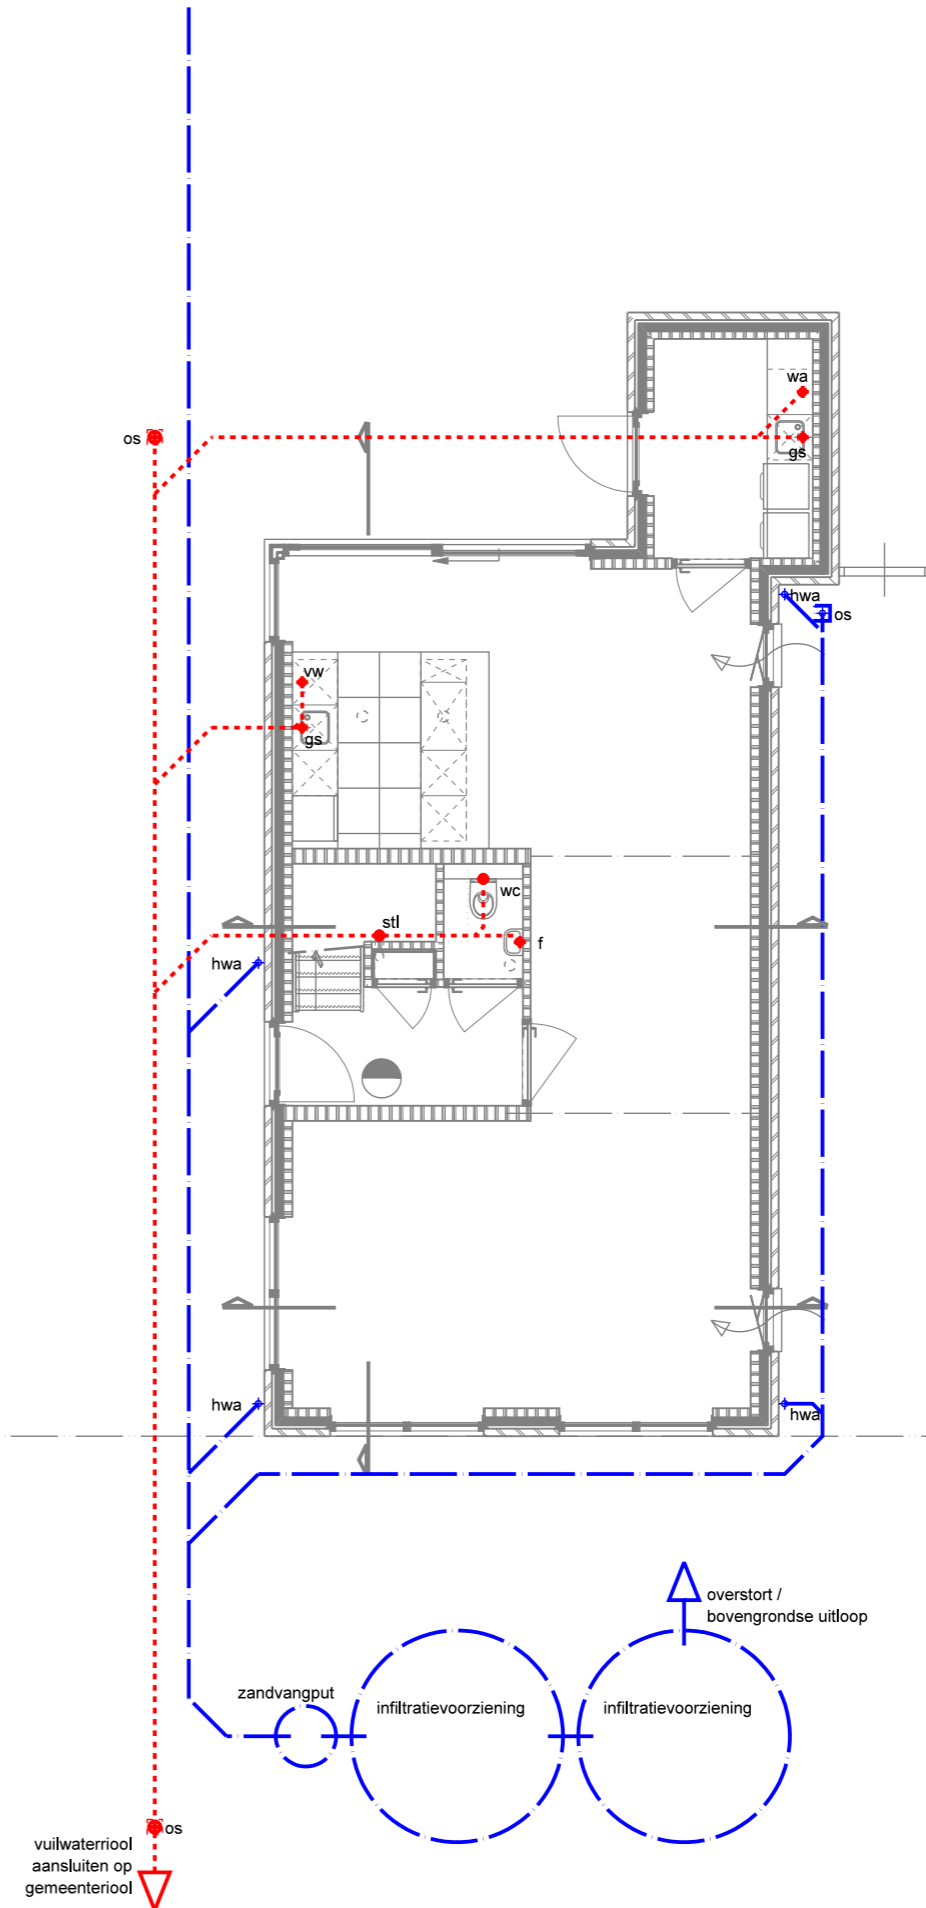 wa
os
gs
hwa
os
vw
gs
wc
stl
f
hwa
hwa
hwa
overstort /
bovengrondse uitloop
zandvangput
infiltratievoorziening
infiltratievoorziening
os
vuilwaterriool
aansluiten op
gemeenteriool